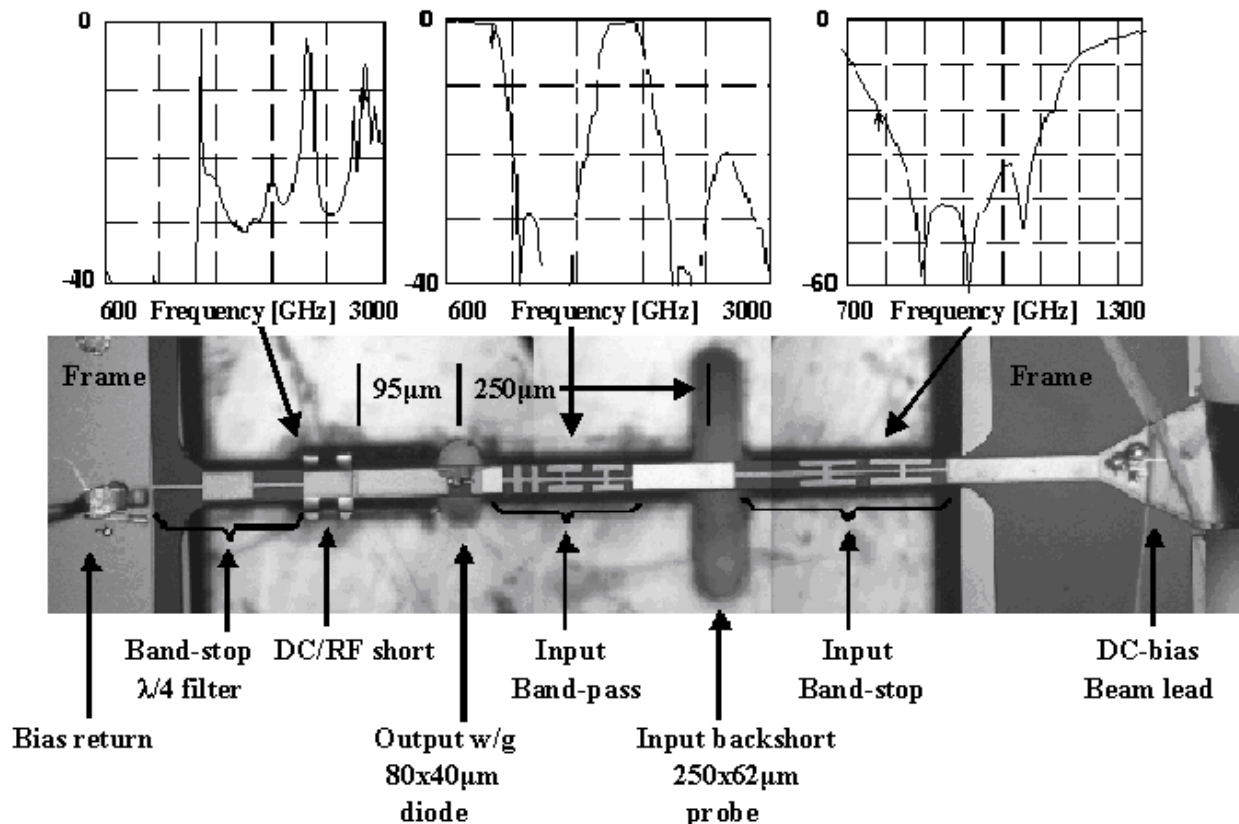 0
-40
600 Frequency [GHz] 3000
-0
-40
600 Frequency [GHz] 3000
-0
-60
700 Frequency [GHz] 1300
Frame
95µm
250µm
Frame
Band-stop
λ/4 filter
DC/RF short
Input
Band-pass
Input
Band-stop
DC-bias
Beam lead
Bias return
Output w/g
80x40µm
diode
Input backshort
250x62µm
probe